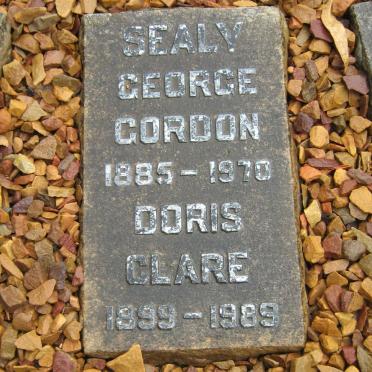 SEALY
GEORGE
GORDON
1885 – 1970
DORIS
CLARE
1899 – 1989